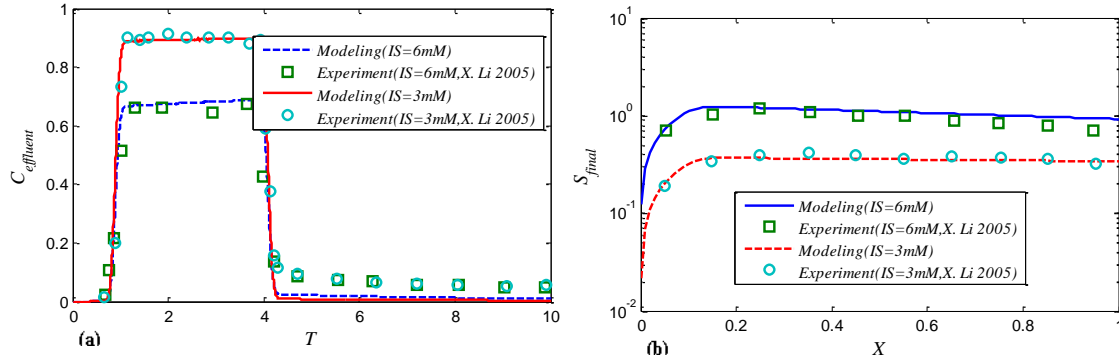 1
0.8
0.6
0.4
0.2
0
C_effluent
Modeling(IS=6mM)
Experiment(IS=6mM,X. Li 2005)
Modeling(IS=3mM)
Experiment(IS=3mM,X. Li 2005)
0 2 4 6 8 10
(a) T
10^1
10^0
10^-1
10^-2
S_final
Modeling(IS=6mM)
Experiment(IS=6mM,X. Li 2005)
Modeling(IS=3mM)
Experiment(IS=3mM,X. Li 2005)
0 0.2 0.4 0.6 0.8 1
(b) X